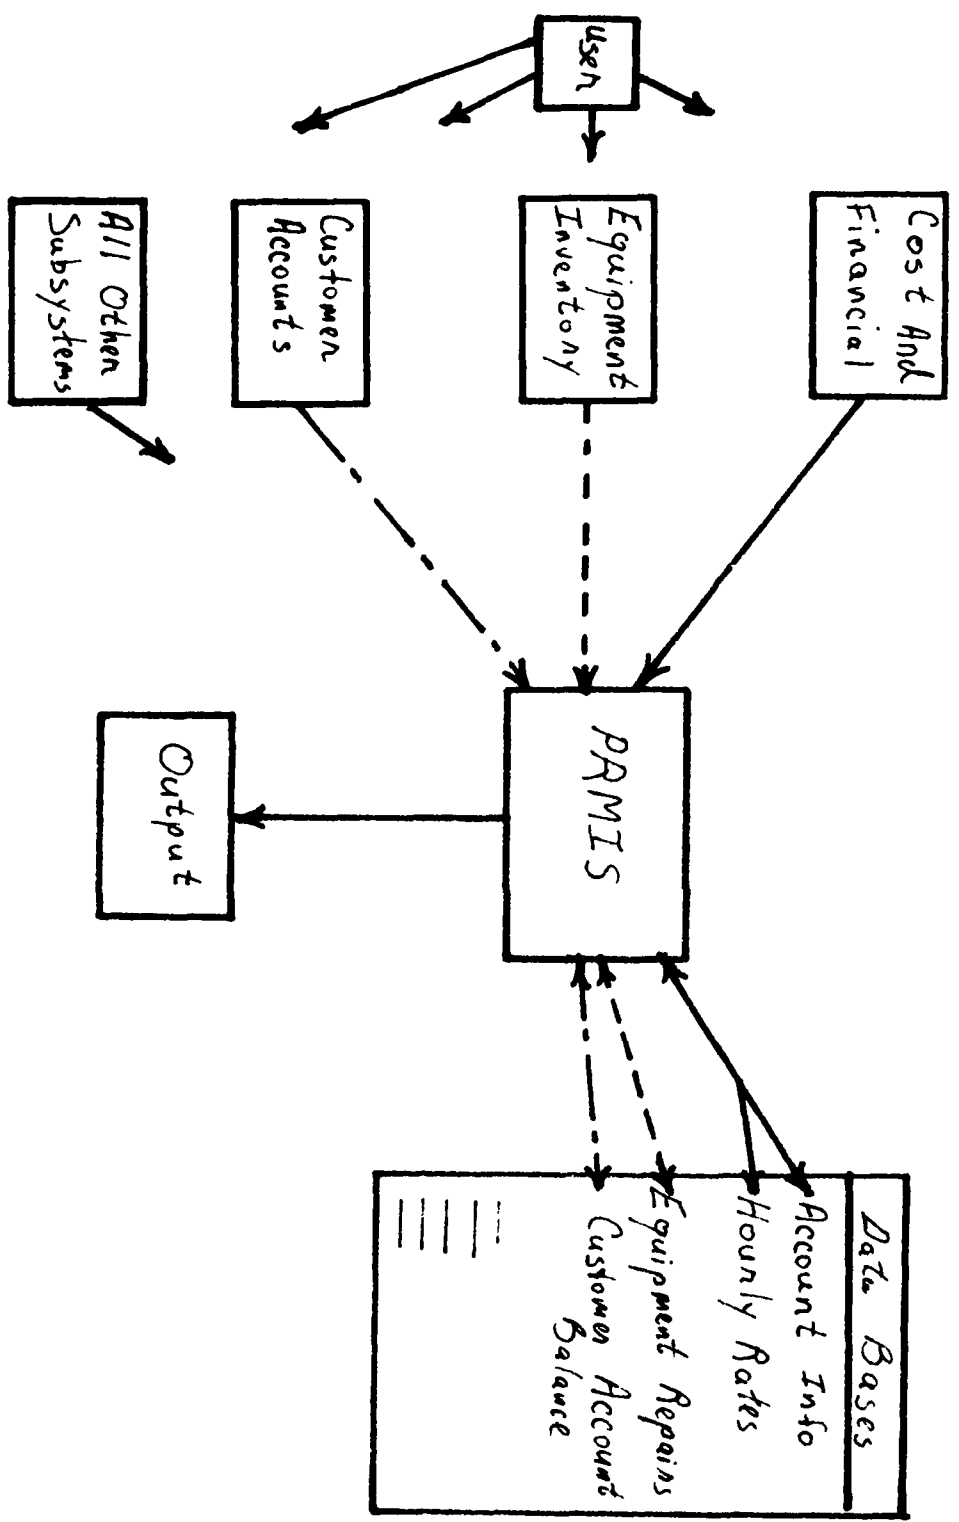 User
Cost And
Financial
Equipment
Inventory
Customer
Accounts
All Other
Subsystems
PAMIS
Output
Data Bases
Account Info
Hourly Rates
Equipment Repairs
Customer Account
Balance